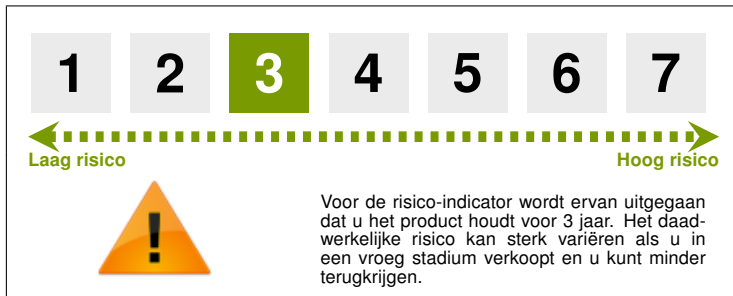 1 2 3 4 5 6 7
Laag risico Hoog risico
!
Voor de risico-indicator wordt ervan uitgegaan
dat u het product houdt voor 3 jaar. Het daad-
werkelijke risico kan sterk variëren als u in
een vroeg stadium verkoopt en u kunt minder
terugkrijgen.